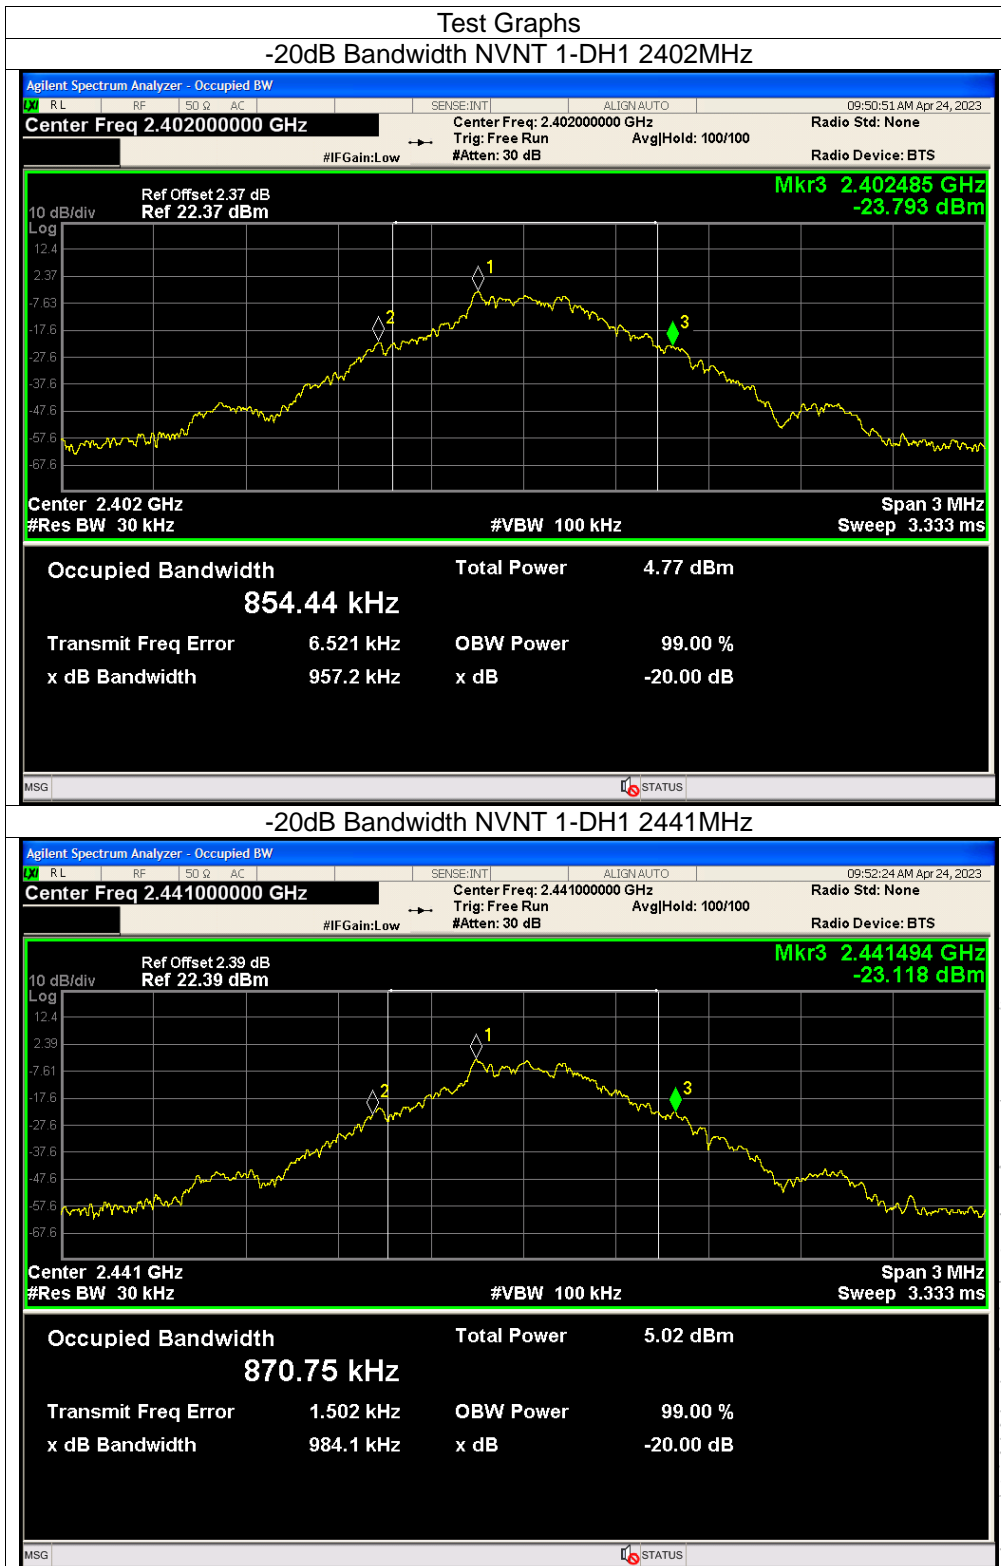 Test Graphs
-20dB Bandwidth NVNT 1-DH1 2402MHz
Agilent Spectrum Analyzer - Occupied BW
LXI RL RF 50 Ω AC SENSE:INT ALIGN AUTO 09:50:51 AM Apr 24, 2023
Center Freq 2.402000000 GHz Center Freq: 2.402000000 GHz Radio Std: None
Trig: Free Run Avg|Hold: 100/100
#IFGain:Low #Atten: 30 dB Radio Device: BTS
Mkr3 2.402485 GHz
Ref Offset 2.37 dB
-23.793 dBm
10 dB/div Ref 22.37 dBm
Log
12.4
2.37
-7.63
-17.6
-27.6
-37.6
-47.6
-57.6
-67.6
1
2
3
Center 2.402 GHz Span 3 MHz
#Res BW 30 kHz #VBW 100 kHz Sweep 3.333 ms
Occupied Bandwidth Total Power 4.77 dBm
854.44 kHz
Transmit Freq Error 6.521 kHz OBW Power 99.00 %
x dB Bandwidth 957.2 kHz x dB -20.00 dB
MSG STATUS
-20dB Bandwidth NVNT 1-DH1 2441MHz
Agilent Spectrum Analyzer - Occupied BW
LXI RL RF 50 Ω AC SENSE:INT ALIGN AUTO 09:52:24 AM Apr 24, 2023
Center Freq 2.441000000 GHz Center Freq: 2.441000000 GHz Radio Std: None
Trig: Free Run Avg|Hold: 100/100
#IFGain:Low #Atten: 30 dB Radio Device: BTS
Mkr3 2.441494 GHz
Ref Offset 2.39 dB
-23.118 dBm
10 dB/div Ref 22.39 dBm
Log
12.4
2.39
-7.61
-17.6
-27.6
-37.6
-47.6
-57.6
-67.6
1
2
3
Center 2.441 GHz Span 3 MHz
#Res BW 30 kHz #VBW 100 kHz Sweep 3.333 ms
Occupied Bandwidth Total Power 5.02 dBm
870.75 kHz
Transmit Freq Error 1.502 kHz OBW Power 99.00 %
x dB Bandwidth 984.1 kHz x dB -20.00 dB
MSG STATUS